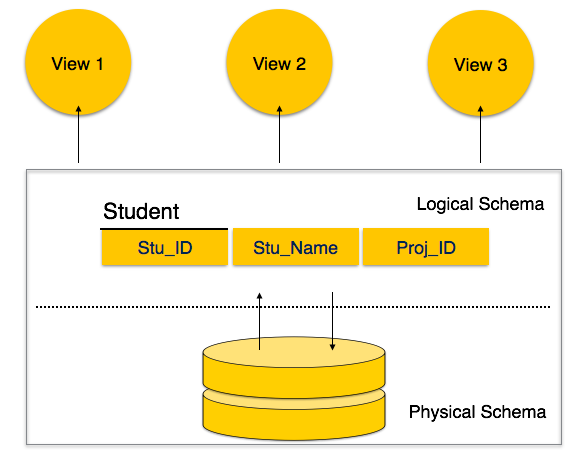 View 1
View 2
View 3
Logical Schema
Student
Stu_ID
Stu_Name
Proj_ID
Physical Schema